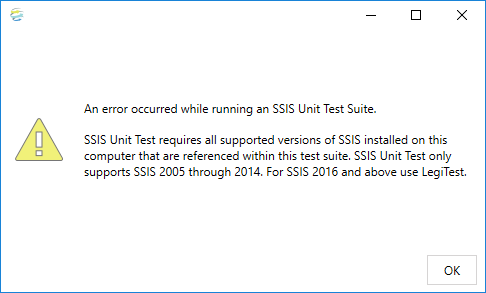 An error occurred while running an SSIS Unit Test Suite.
SSIS Unit Test requires all supported versions of SSIS installed on this
computer that are referenced within this test suite. SSIS Unit Test only
supports SSIS 2005 through 2014. For SSIS 2016 and above use LegiTest.
OK